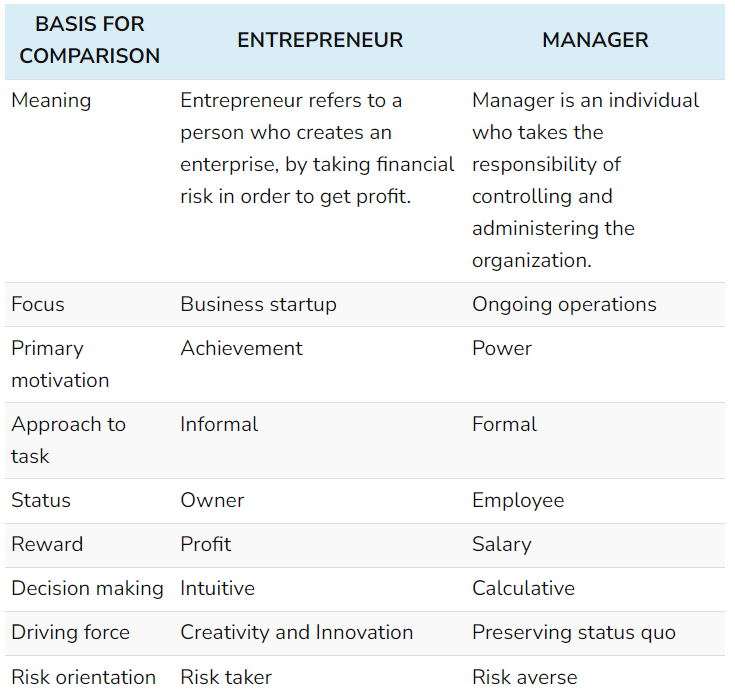 BASIS FOR COMPARISON ENTREPRENEUR MANAGER
Meaning Entrepreneur refers to a person who creates an enterprise, by taking financial risk in order to get profit. Manager is an individual who takes the responsibility of controlling and administering the organization.
Focus Business startup Ongoing operations
Primary motivation Achievement Power
Approach to task Informal Formal
Status Owner Employee
Reward Profit Salary
Decision making Intuitive Calculative
Driving force Creativity and Innovation Preserving status quo
Risk orientation Risk taker Risk averse